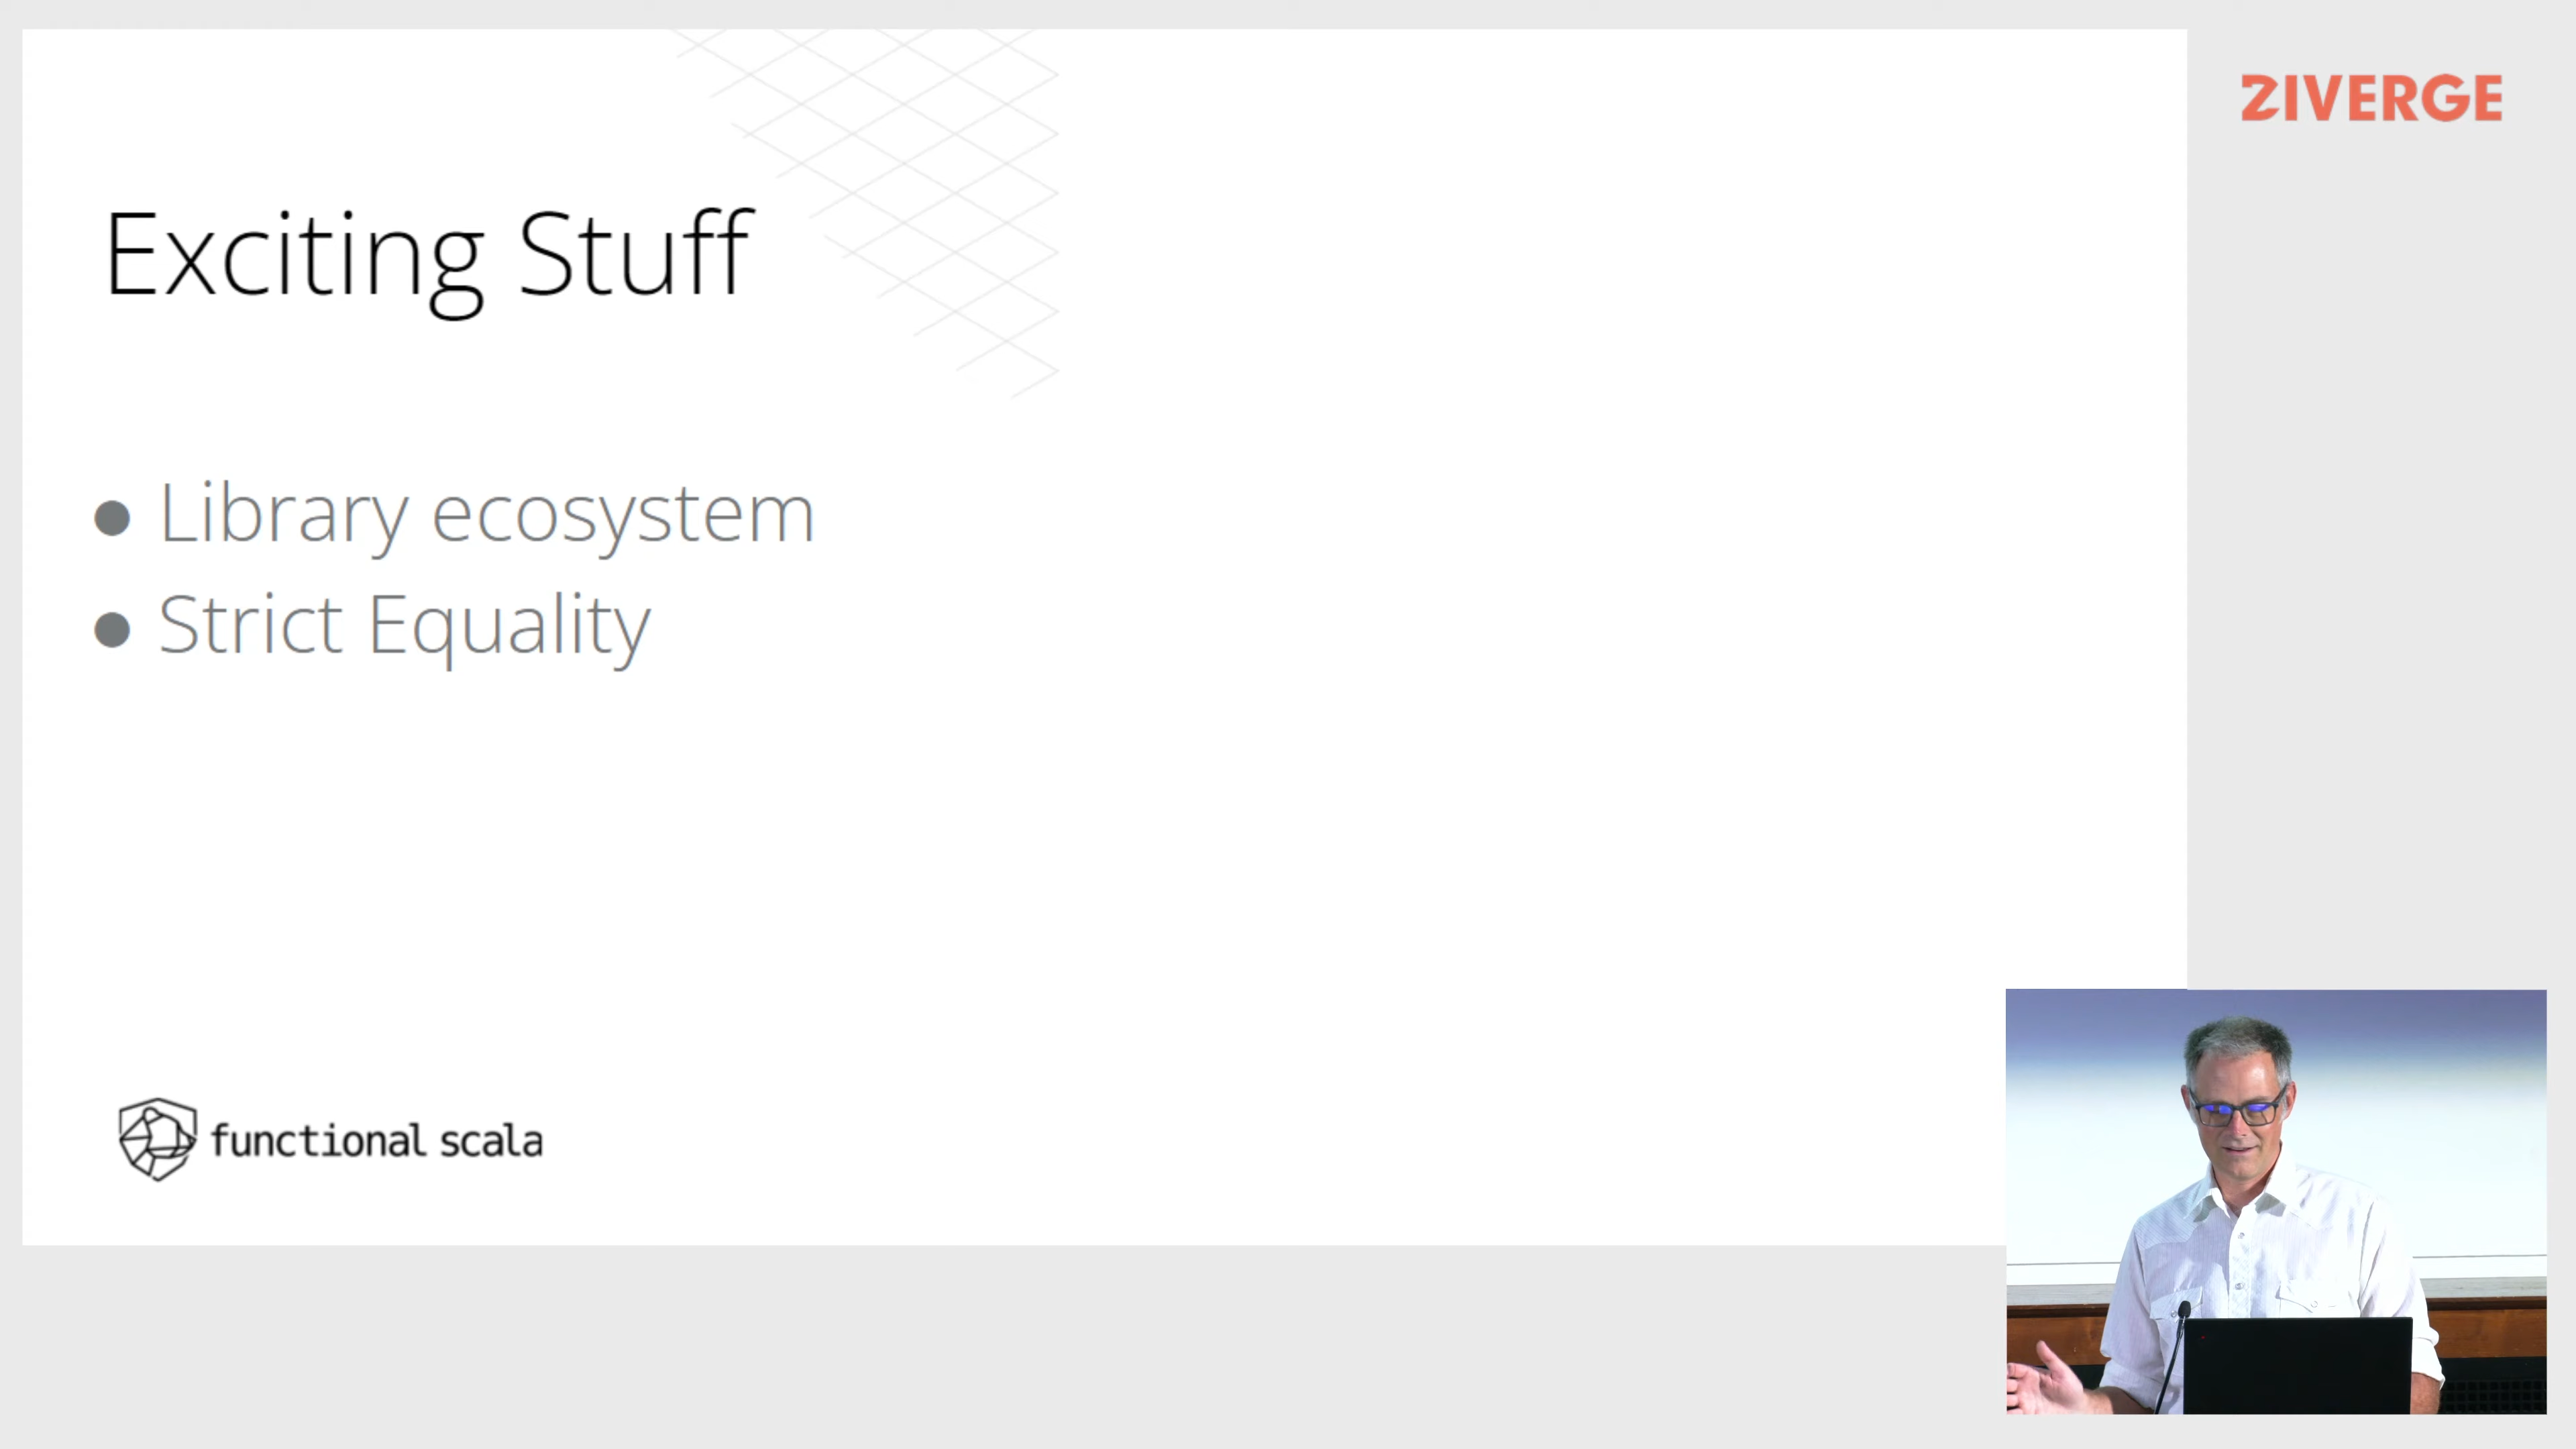 ZIVERGE
Exciting Stuff
Library ecosystem
Strict Equality
functional scala